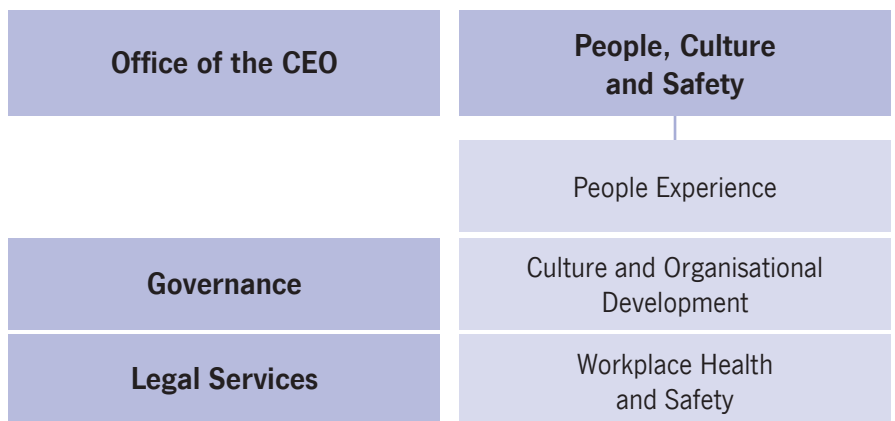 Office of the CEO
People, Culture
and Safety
People Experience
Governance
Culture and Organisational
Development
Legal Services
Workplace Health
and Safety